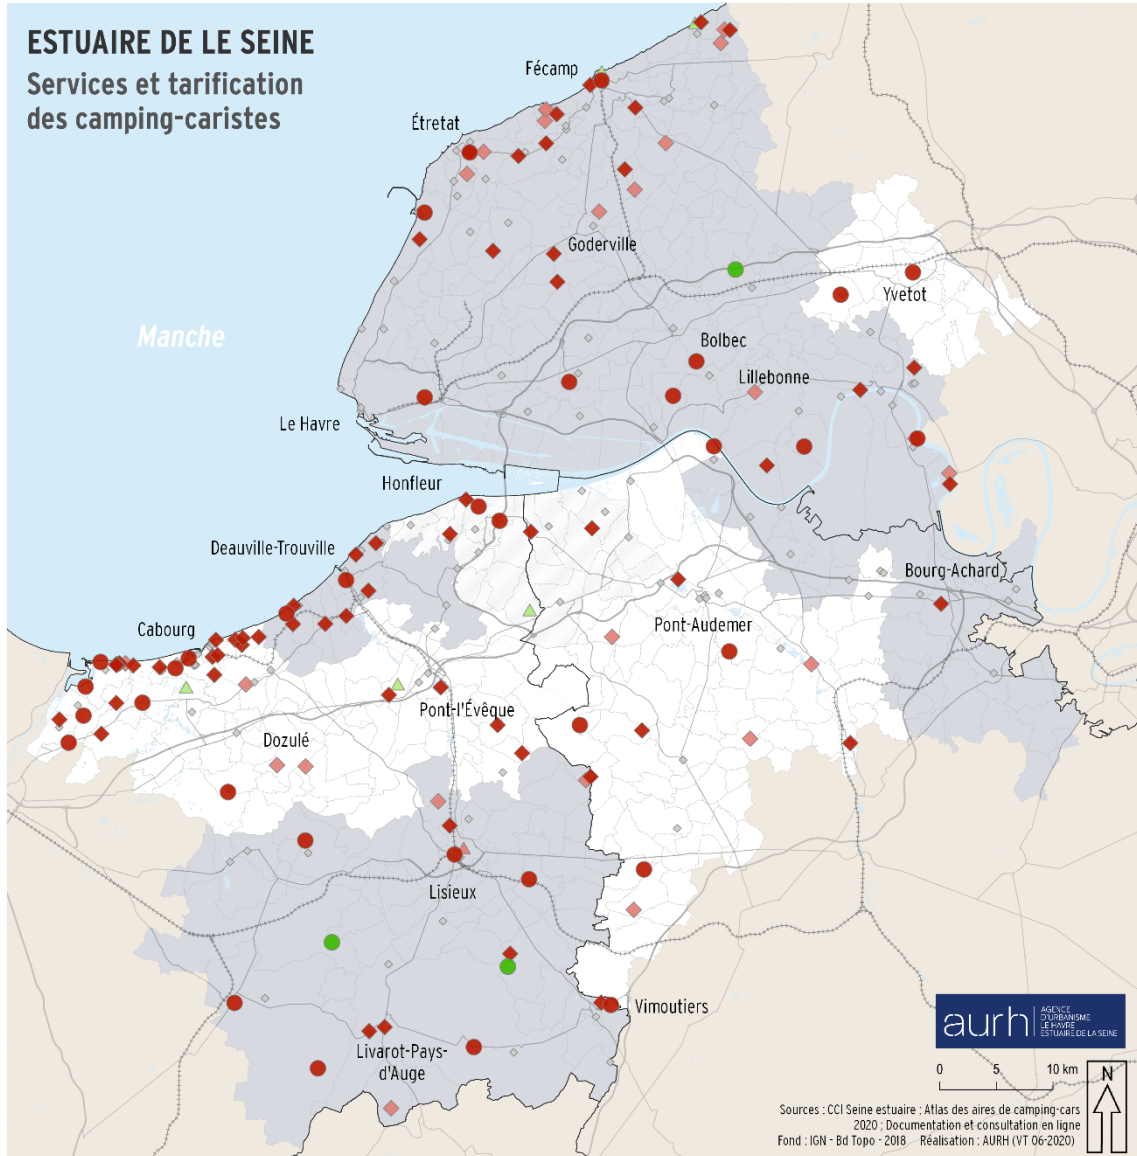 ESTUAIRE DE LE SEINE
Services et tarification
des camping-caristes
Fécamp
Étretat
Goderville
Yvetot
Manche
Bolbec
Lillebonne
Le Havre
Honfleur
Deauville-Trouville
Bourg-Achard
Cabourg
Pont-Audemer
Pont-l'Évêque
Dozulé
Lisieux
Vimoutiers
Livarot-Pays-
d'Auge
aurh
AGENCE
D'URBANISME
LE HAVRE
ESTUAIRE DE LA SEINE
0 5 10 km
N
Sources : CCI Seine estuaire ; Atlas des aires de camping-cars
2020 ; Documentation et consultation en ligne
Fond : IGN - Bd Topo - 2018 Réalisation : AURH (VT 06-2020)